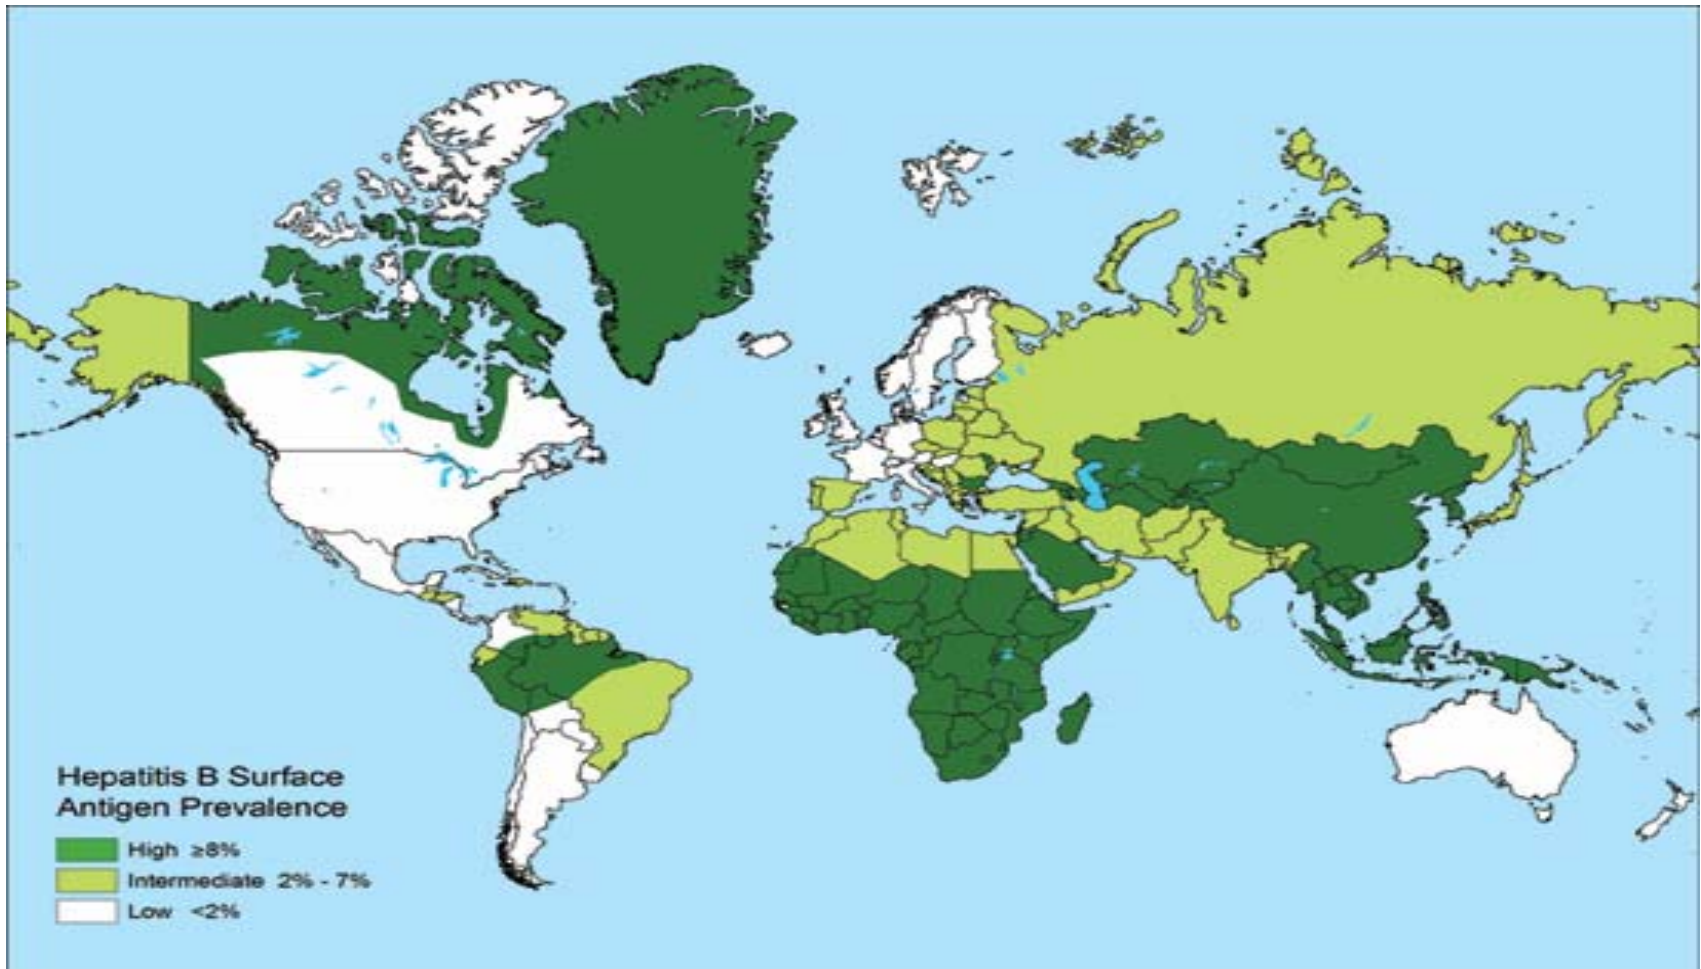 Hepatitis B Surface
Antigen Prevalence
High ≥8%
Intermediate 2% - 7%
Low <2%